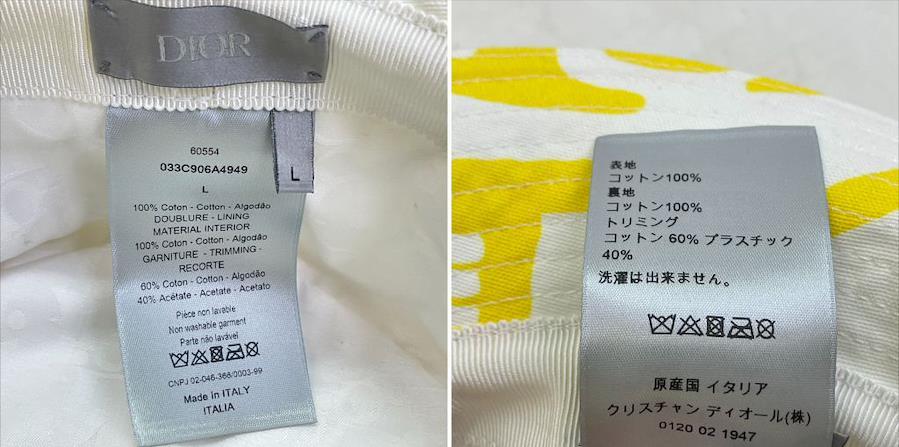 DIOR
L
60554
033C906A4949
L
100% Coton - Cotton - Algodão
DOUBLURE - LINING
MATERIAL INTERIOR
100% Coton - Cotton - Algodão
GARNITURE - TRIMMING -
RECORTE
60% Coton - Cotton - Algodão
40% Acétate - Acetate - Acetato
Pièce non lavable
Non washable garment
Parte não lavável
CNPJ 02-046-366/0003-99
Made in ITALY
ITALIA
表地
コットン100%
裏地
コットン100%
トリミング
コットン 60% プラスチック
40%
洗濯は出来ません。
原産国 イタリア
クリスチャン ディオール(株)
0120 02 1947